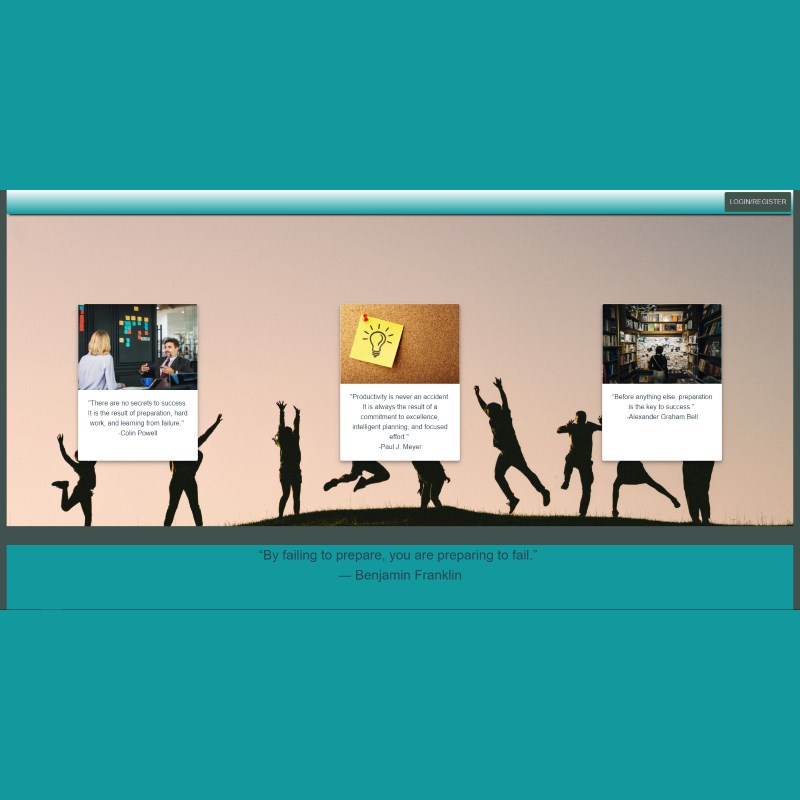 LOGIN/REGISTER
"There are no secrets to success.
It is the result of preparation, hard
work, and learning from failure."
-Colin Powell
"Productivity is never an accident.
It is always the result of a
commitment to excellence,
intelligent planning, and focused
effort."
-Paul J. Meyer
"Before anything else, preparation
is the key to success."
-Alexander Graham Bell
“By failing to prepare, you are preparing to fail.”
― Benjamin Franklin